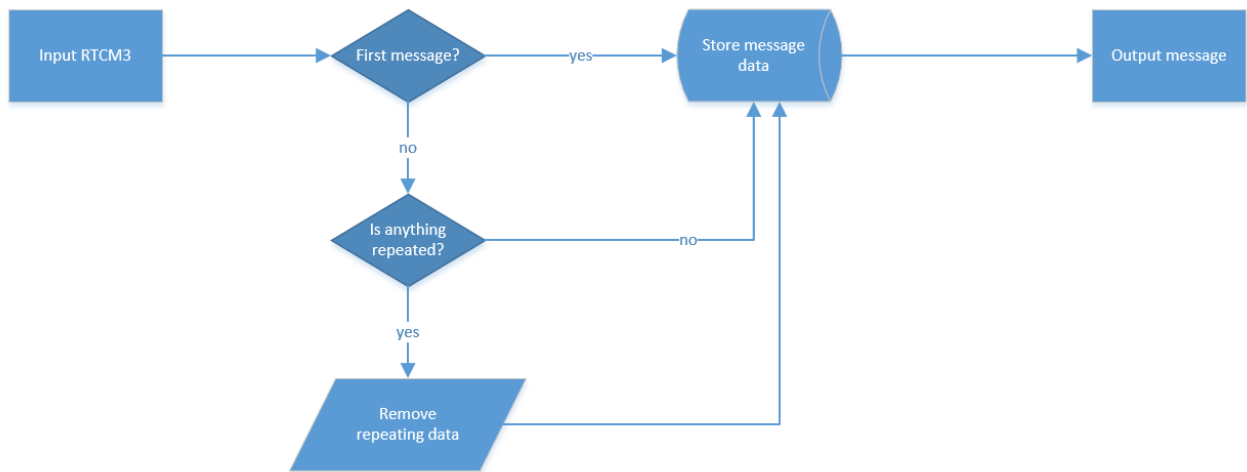 Input RTCM3
First message?
yes
Store message
data
Output message
no
Is anything
repeated?
no
yes
Remove
repeating data